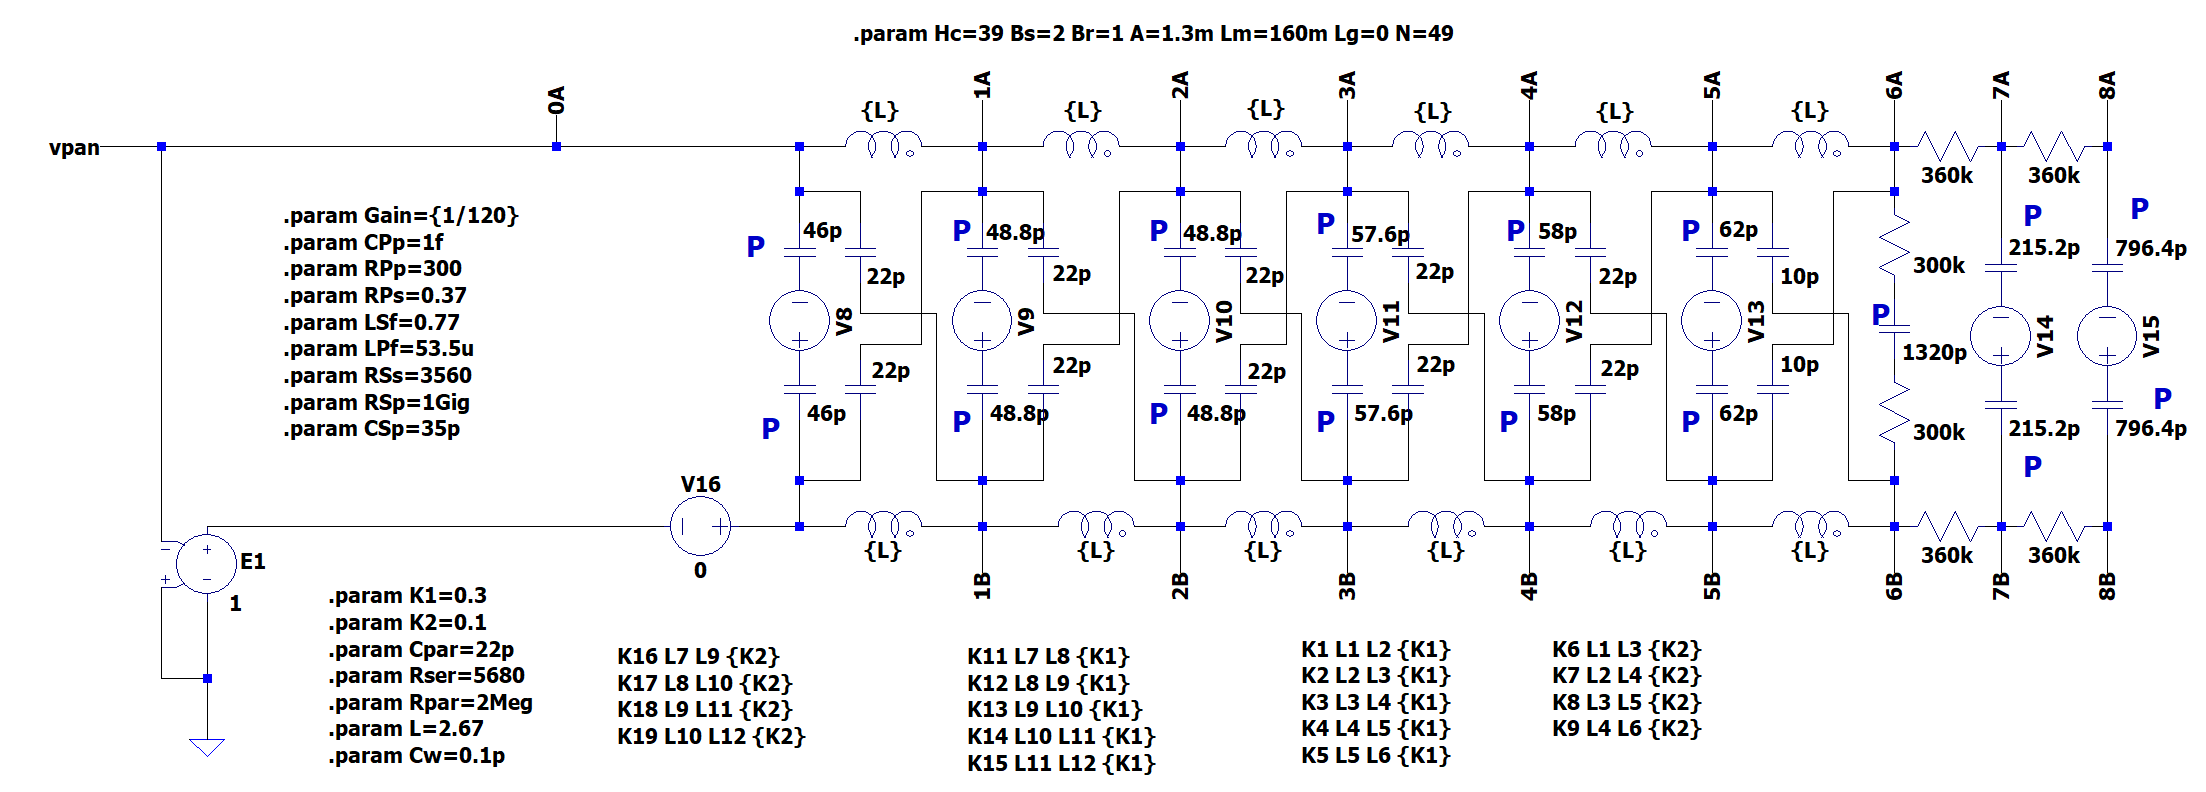 .param Hc=39 Bs=2 Br=1 A=1.3m Lm=160m Lg=0 N=49
0A
1A
2A
3A
4A
5A
6A
7A
8A
{L}
{L}
{L}
{L}
{L}
{L}
vpan
360k
360k
.param Gain={1/120}
.param CPp=1f
.param RPp=300
.param RPs=0.37
.param LSf=0.77
.param LPf=53.5u
.param RSs=3560
.param RSp=1Gig
.param CSp=35p
P
46p
22p
P
48.8p
22p
P
48.8p
22p
P
57.6p
22p
P
58p
22p
P
62p
10p
300k
P
215.2p
P
796.4p
V8
V9
V10
V11
V12
V13
P
1320p
V14
V15
46p
22p
P
48.8p
22p
P
48.8p
22p
P
57.6p
22p
P
58p
22p
P
62p
10p
P
300k
215.2p
P
796.4p
P
V16
0
{L}
{L}
{L}
{L}
{L}
{L}
360k
360k
E1
1
1B
2B
3B
4B
5B
6B
7B
8B
.param K1=0.3
.param K2=0.1
.param Cpar=22p
.param Rser=5680
.param Rpar=2Meg
.param L=2.67
.param Cw=0.1p
K16 L7 L9 {K2}
K17 L8 L10 {K2}
K18 L9 L11 {K2}
K19 L10 L12 {K2}
K11 L7 L8 {K1}
K12 L8 L9 {K1}
K13 L9 L10 {K1}
K14 L10 L11 {K1}
K15 L11 L12 {K1}
K1 L1 L2 {K1}
K2 L2 L3 {K1}
K3 L3 L4 {K1}
K4 L4 L5 {K1}
K5 L5 L6 {K1}
K6 L1 L3 {K2}
K7 L2 L4 {K2}
K8 L3 L5 {K2}
K9 L4 L6 {K2}